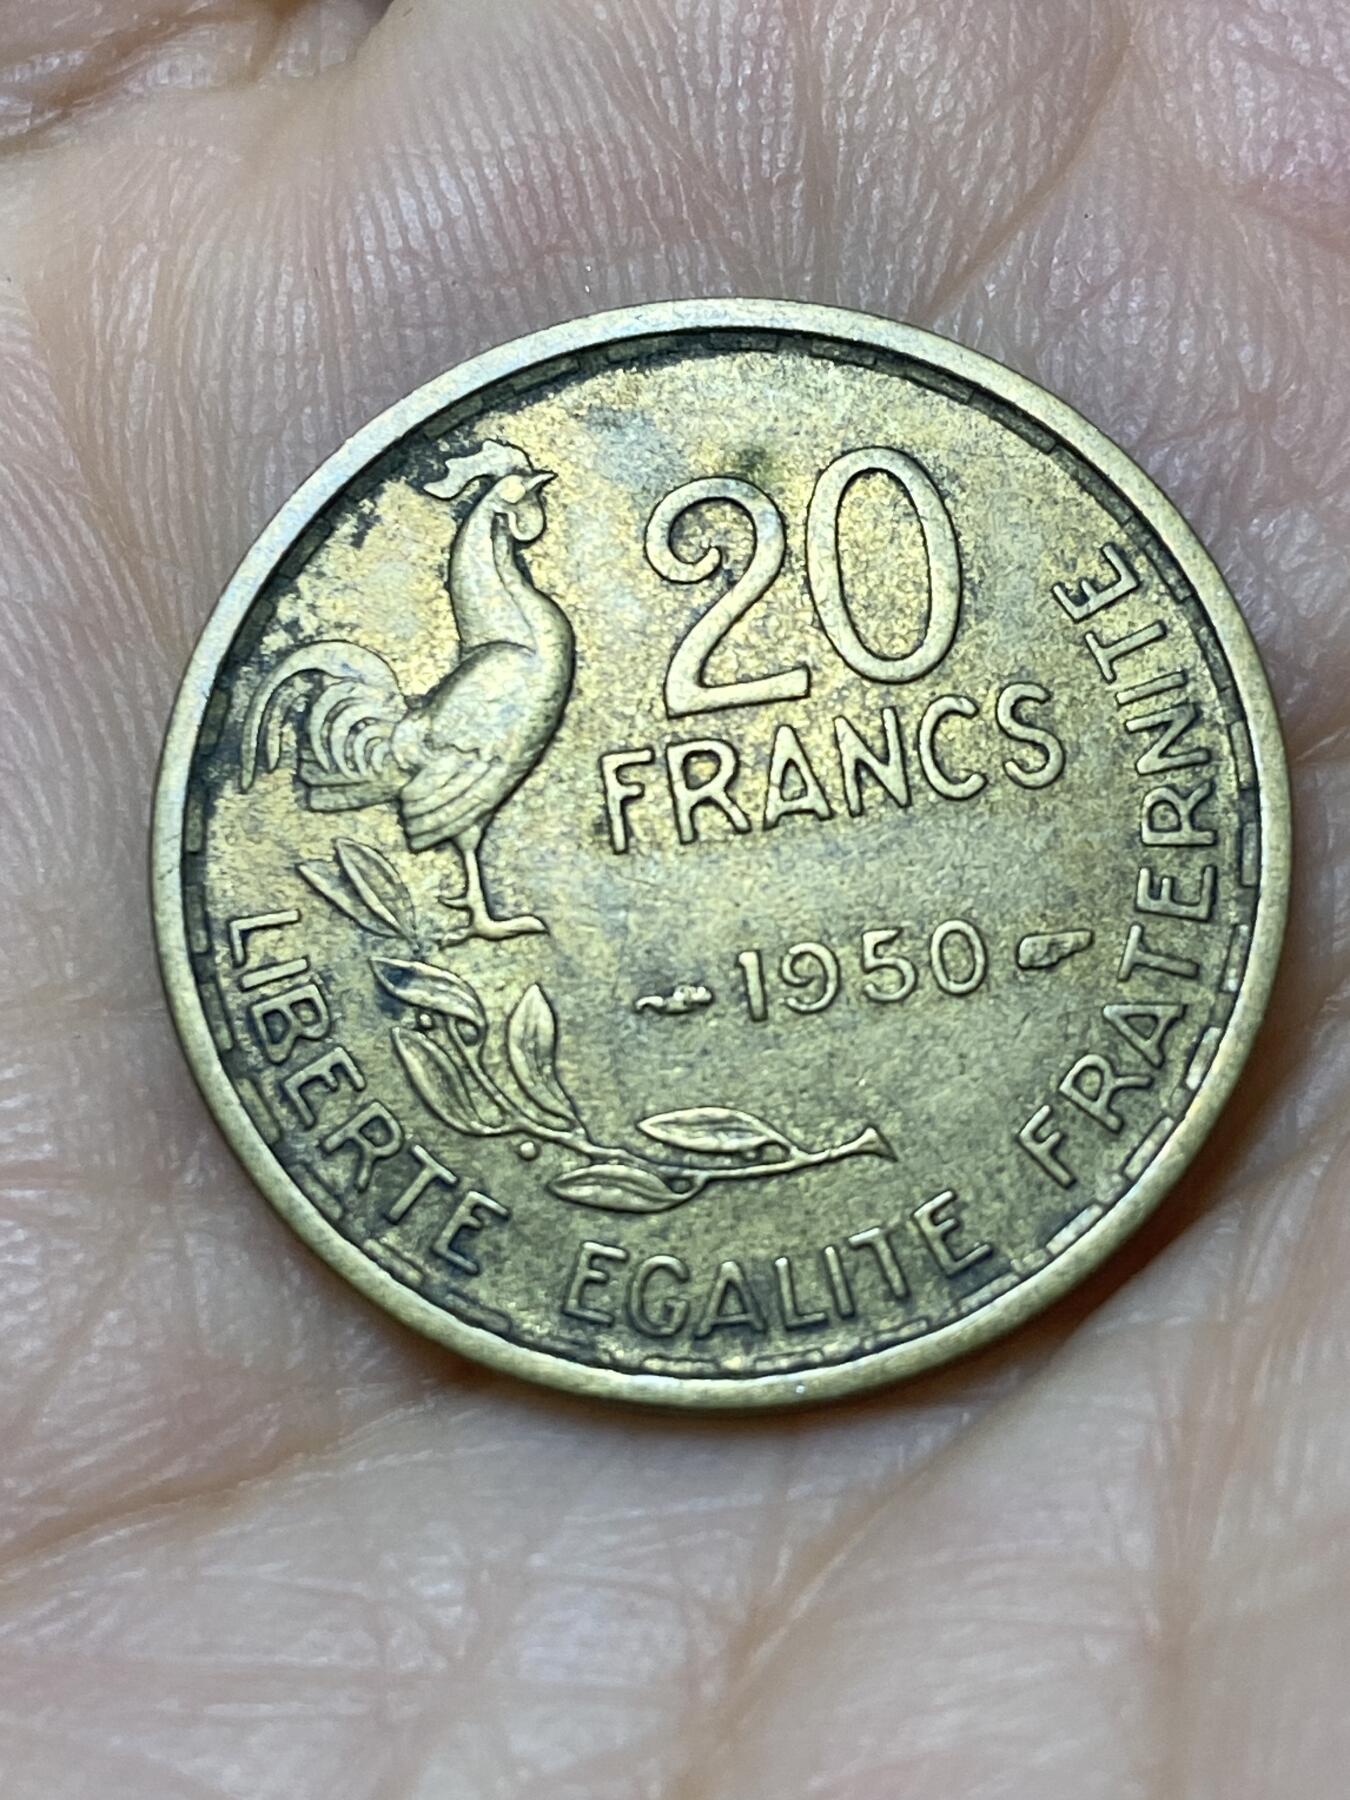 20
FRANCS
1950
LIBERTE EGALITE FRATERNITE